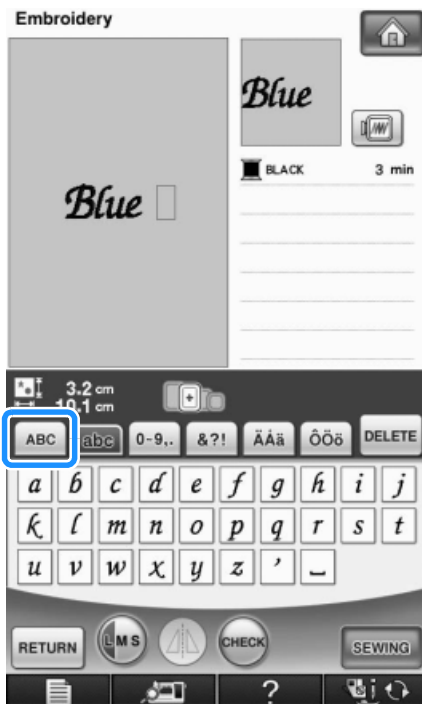 Embroidery
Blue
Blue
BLACK 3 min
3.2 cm
10.1 cm
ABC abc 0-9,. &?! ÄÅä ÔÖö DELETE
a b c d e f g h i j
k l m n o p q r s t
u v w x y z ' ⎵
RETURN L M S CHECK SEWING
? i